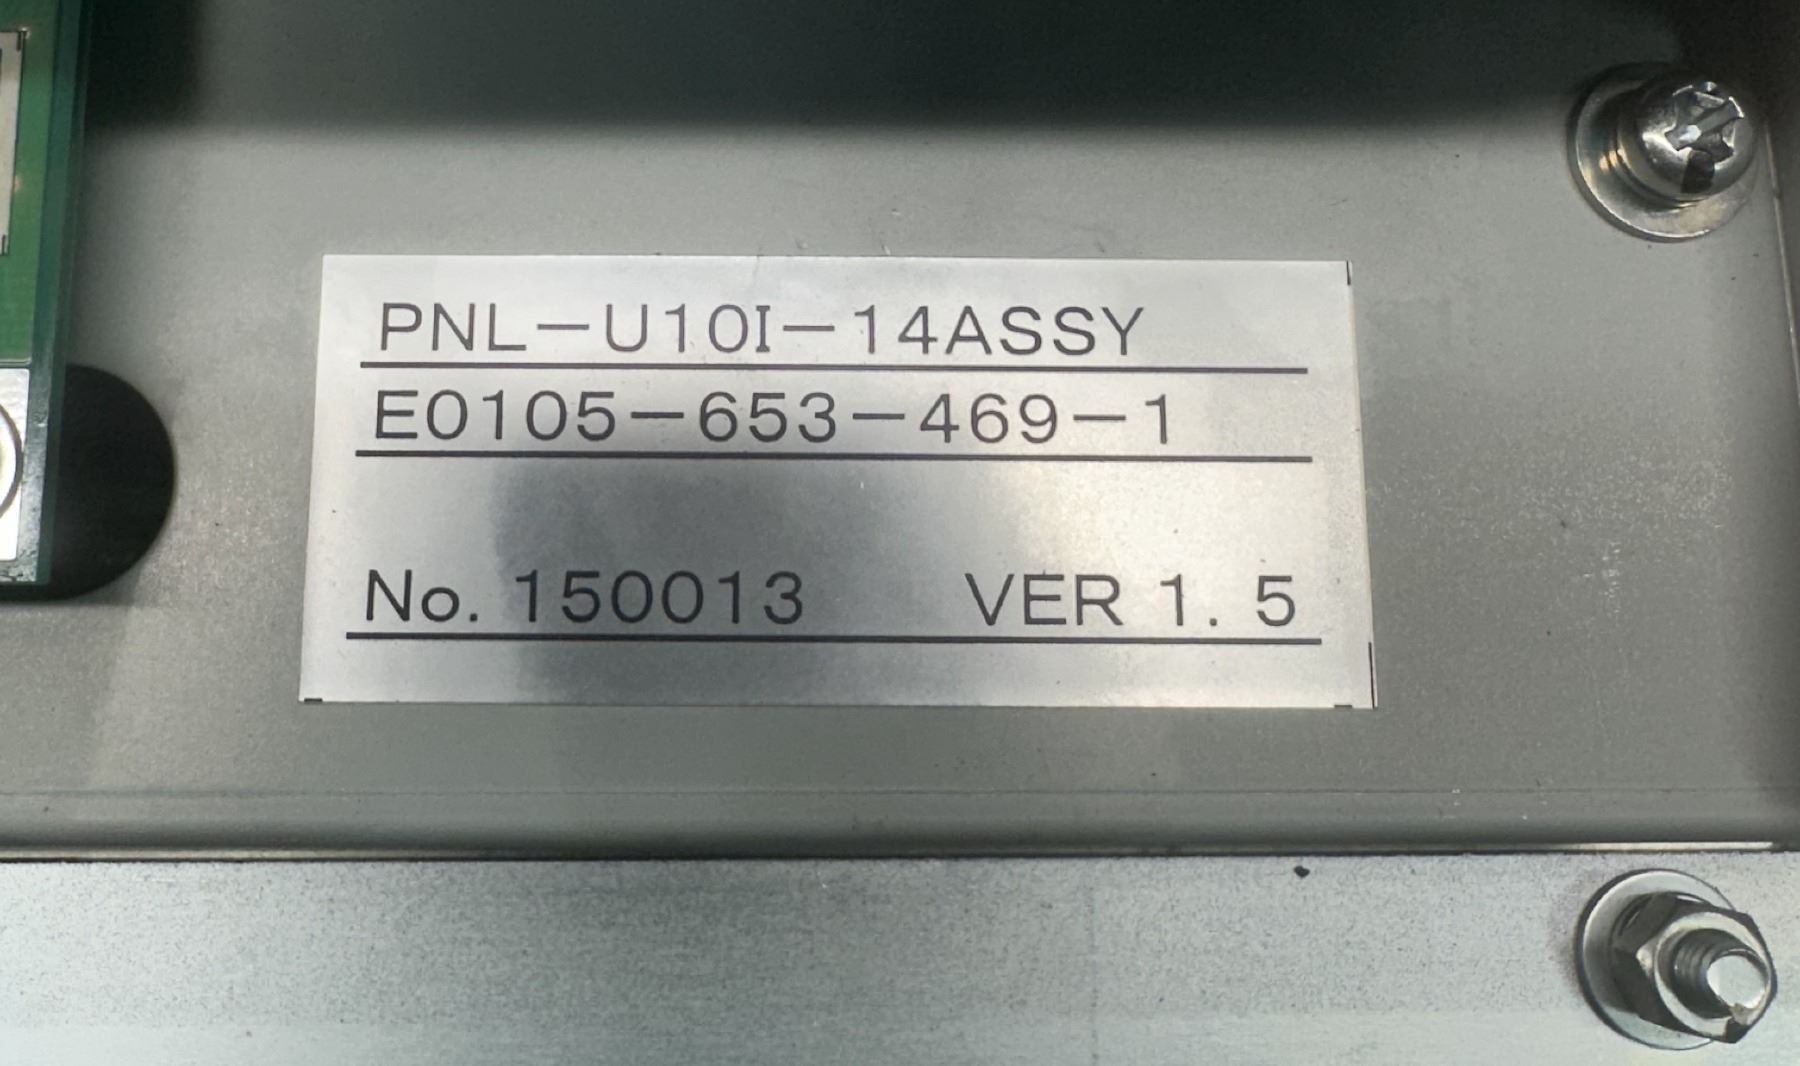 PNL-U10I-14ASSY
E0105-653-469-1
No. 150013 VER 1. 5